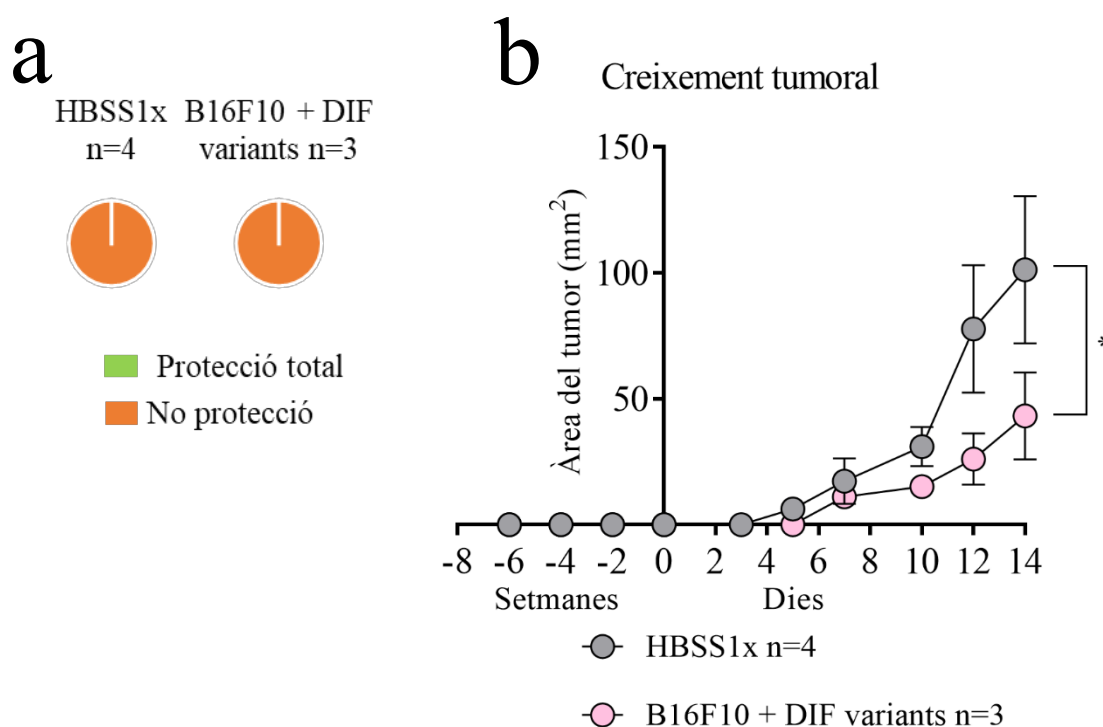 a
HBSS1x
n=4
B16F10 + DIF
variants n=3
Protecció total
No protecció
b
Creixement tumoral
Àrea del tumor (mm²)
150
100
50
0
-8 -6 -4 -2 0 2 4 6 8 10 12 14
Setmanes Dies
*
HBSS1x n=4
B16F10 + DIF variants n=3